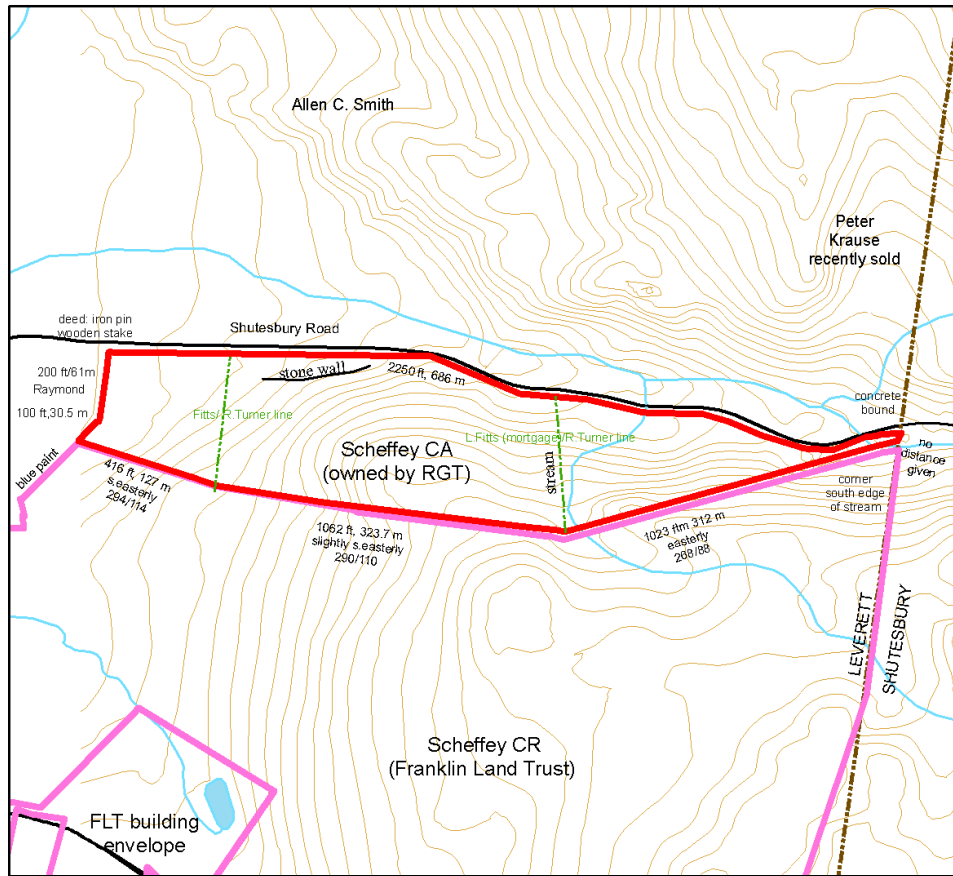 Allen C. Smith
Peter
Krause
recently sold
deed: iron pin
wooden stake
Shutesbury Road
200 ft/61m
Raymond
100 ft,30.5 m
stone wall
2250 ft, 686 m
concrete
bound
Fitts/ R.Turner line
L.Fitts (mortgage)/R.Turner line
no
distance
given
Scheffey CA
(owned by RGT)
stream
blue paint
416 ft, 127 m
s.easterly
294/114
corner
south edge
of stream
1062 ft, 323.7 m
slightly s.easterly
290/110
1023 ftm 312 m
easterly
268/88
LEVERETT
SHUTESBURY
Scheffey CR
(Franklin Land Trust)
FLT building
envelope